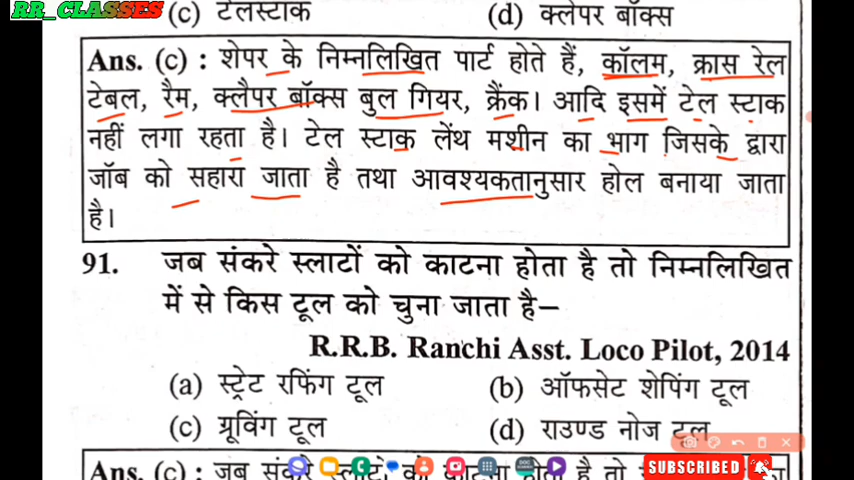 RR_CLASSES
(c) टेलस्टाक (d) क्लेपर बॉक्स
Ans. (c) : शेपर के निम्नलिखित पार्ट होते हैं, कॉलम, क्रास रेल
टेबल, रैम, क्लैपर बॉक्स बुल गियर, क्रैंक। आदि इसमें टेल स्टाक
नहीं लगा रहता है। टेल स्टाक लेंथ मशीन का भाग जिसके द्वारा
जॉब को सहारा जाता है तथा आवश्यकतानुसार होल बनाया जाता
है।
91. जब संकरे स्लाटों को काटना होता है तो निम्नलिखित
में से किस टूल को चुना जाता है–
R.R.B. Ranchi Asst. Loco Pilot, 2014
(a) स्ट्रेट रफिंग टूल (b) ऑफसेट शेपिंग टूल
(c) ग्रूविंग टूल (d) राउण्ड नोज टूल
Ans. (c) : जब संकरे स्लाटों को काटना होता है तो
SUBSCRIBED